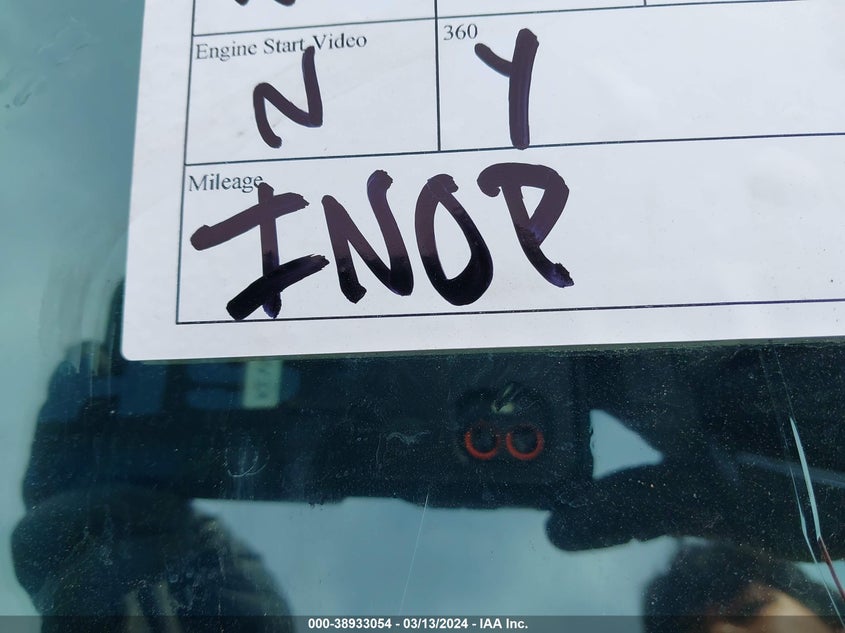 Engine Start Video 360
N Y
Mileage
INOP
000-38933054 - 03/13/2024 - IAA Inc.